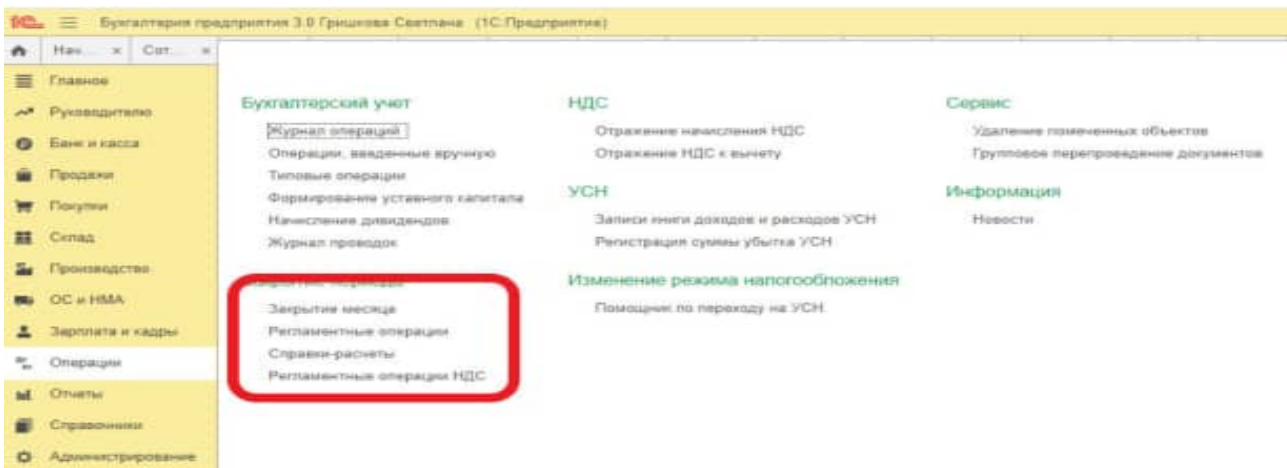 1С
Бухгалтерия предприятия 3.0 Гришкова Светлана (1С:Предприятие)
Нач...
Главное
Руководителю
Банк и касса
Продажи
Покупки
Склад
Производство
ОС и НМА
Зарплата и кадры
Операции
Отчеты
Справочники
Администрирование
Бухгалтерский учет
Журнал операций
Операции, введенные вручную
Типовые операции
Формирование уставного капитала
Начисление дивидендов
Журнал проводок
Закрытие месяца
Регламентные операции
Справки-расчеты
Регламентные операции НДС
НДС
Отражение начисления НДС
Отражение НДС к вычету
УСН
Записи книги доходов и расходов УСН
Регистрация суммы убытка УСН
Изменение режима налогообложения
Помощник по переходу на УСН
Сервис
Удаление помеченных объектов
Групповое перепроведение документов
Информация
Новости